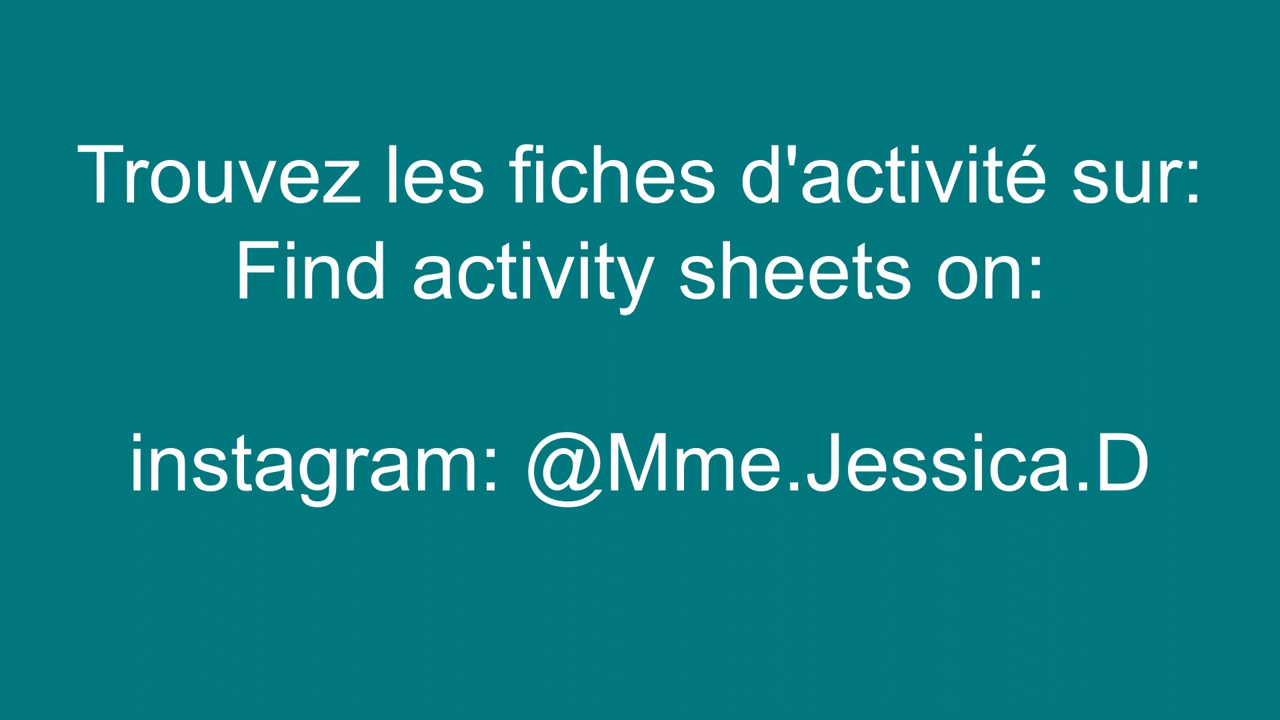 Trouvez les fiches d'activité sur:
Find activity sheets on:
instagram: @Mme.Jessica.D